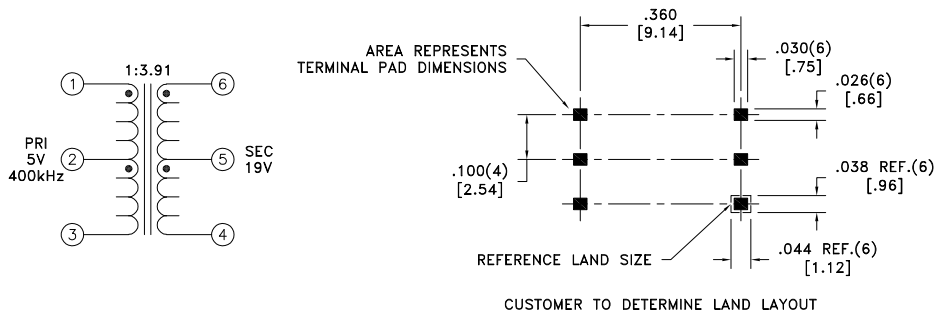 1:3.91
1
6
PRI
5V
400kHz
2
5
SEC
19V
3
4
.360
[9.14]
AREA REPRESENTS
TERMINAL PAD DIMENSIONS
.030(6)
[.75]
.026(6)
[.66]
.100(4)
[2.54]
.038 REF.(6)
[.96]
REFERENCE LAND SIZE
.044 REF.(6)
[1.12]
CUSTOMER TO DETERMINE LAND LAYOUT